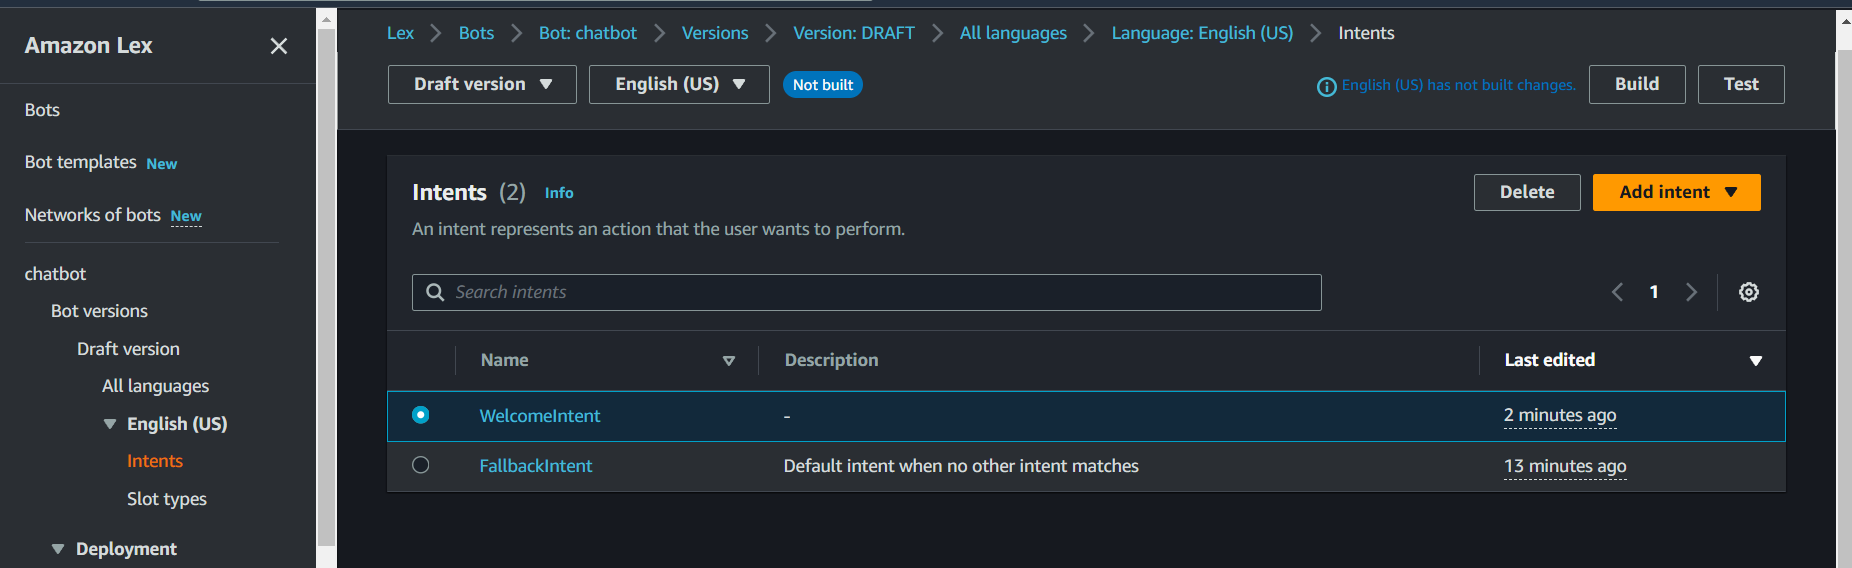 Amazon Lex
Bots
Bot templates New
Networks of bots New
chatbot
Bot versions
Draft version
All languages
English (US)
Intents
Slot types
Deployment
Lex Bots Bot: chatbot Versions Version: DRAFT All languages Language: English (US) Intents
Draft version English (US) Not built English (US) has not built changes. Build Test
Intents (2) Info Delete Add intent
An intent represents an action that the user wants to perform.
Search intents 1
Name Description Last edited
WelcomeIntent - 2 minutes ago
FallbackIntent Default intent when no other intent matches 13 minutes ago